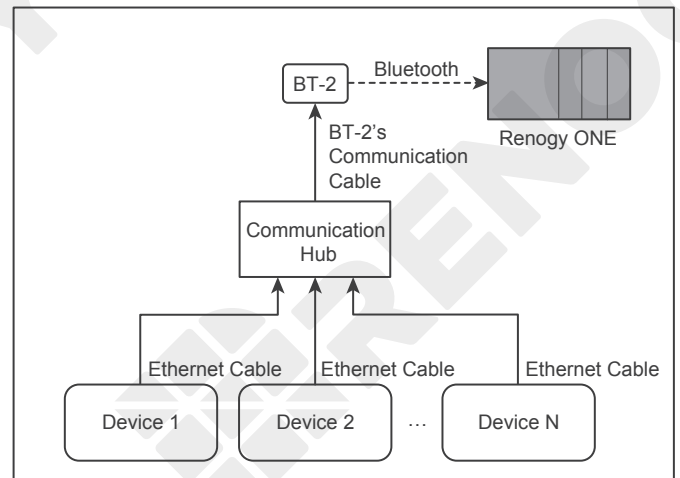 BT-2
Bluetooth
Renogy ONE
BT-2's
Communication
Cable
Communication
Hub
Ethernet Cable
Ethernet Cable
Ethernet Cable
Device 1
Device 2
...
Device N
RENOG